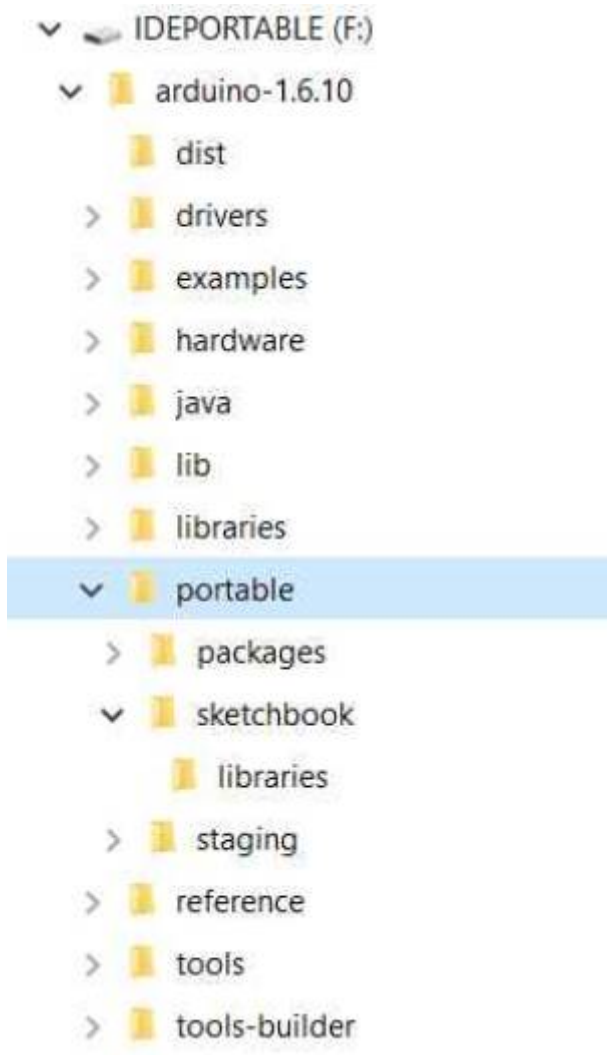 IDEPORTABLE (F:)
arduino-1.6.10
dist
drivers
examples
hardware
java
lib
libraries
portable
packages
sketchbook
libraries
staging
reference
tools
tools-builder